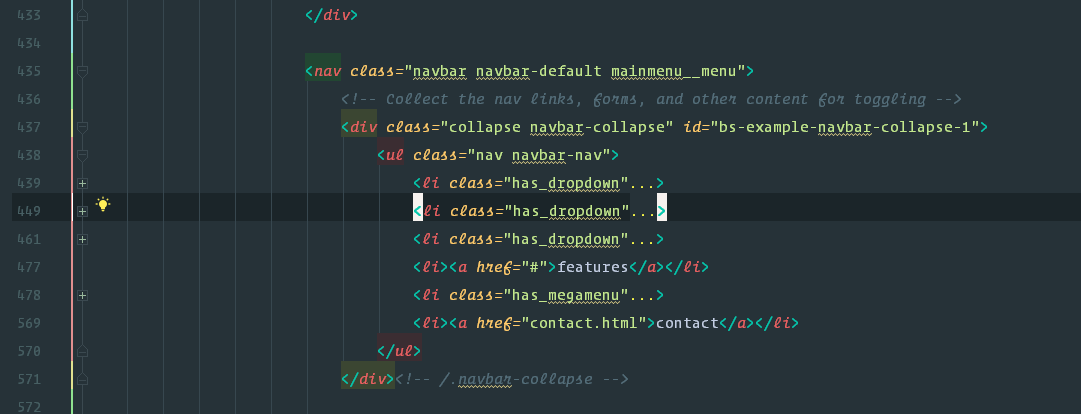 433 </div>
434
435 <nav class="navbar navbar-default mainmenu__menu">
436 <!-- Collect the nav links, forms, and other content for toggling -->
437 <div class="collapse navbar-collapse" id="bs-example-navbar-collapse-1">
438 <ul class="nav navbar-nav">
439 <li class="has_dropdown"...>
449 <li class="has_dropdown"...>
461 <li class="has_dropdown"...>
477 <li><a href="#">features</a></li>
478 <li class="has_megamenu"...>
569 <li><a href="contact.html">contact</a></li>
570 </ul>
571 </div><!-- /.navbar-collapse -->
572